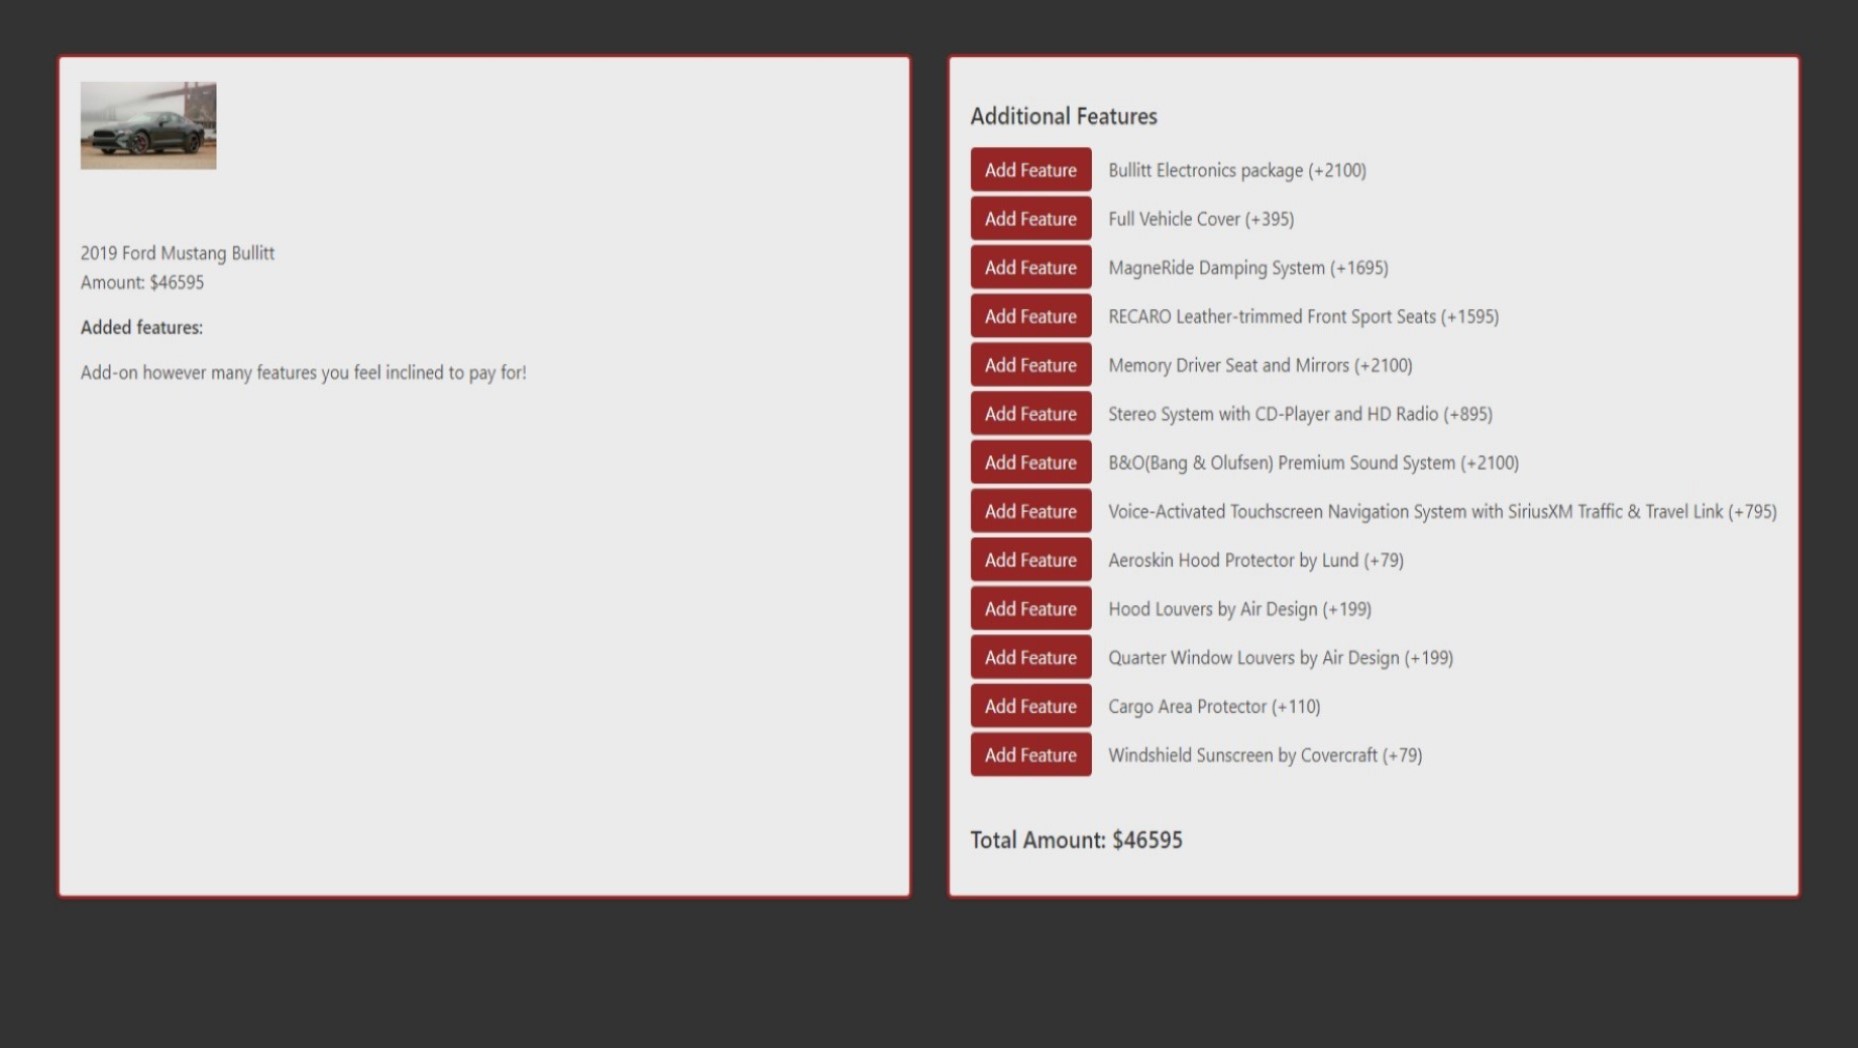 2019 Ford Mustang Bullitt
Amount: $46595
Added features:
Add-on however many features you feel inclined to pay for!
Additional Features
Add Feature Bullitt Electronics package (+2100)
Add Feature Full Vehicle Cover (+395)
Add Feature MagneRide Damping System (+1695)
Add Feature RECARO Leather-trimmed Front Sport Seats (+1595)
Add Feature Memory Driver Seat and Mirrors (+2100)
Add Feature Stereo System with CD-Player and HD Radio (+895)
Add Feature B&O(Bang & Olufsen) Premium Sound System (+2100)
Add Feature Voice-Activated Touchscreen Navigation System with SiriusXM Traffic & Travel Link (+795)
Add Feature Aeroskin Hood Protector by Lund (+79)
Add Feature Hood Louvers by Air Design (+199)
Add Feature Quarter Window Louvers by Air Design (+199)
Add Feature Cargo Area Protector (+110)
Add Feature Windshield Sunscreen by Covercraft (+79)
Total Amount: $46595